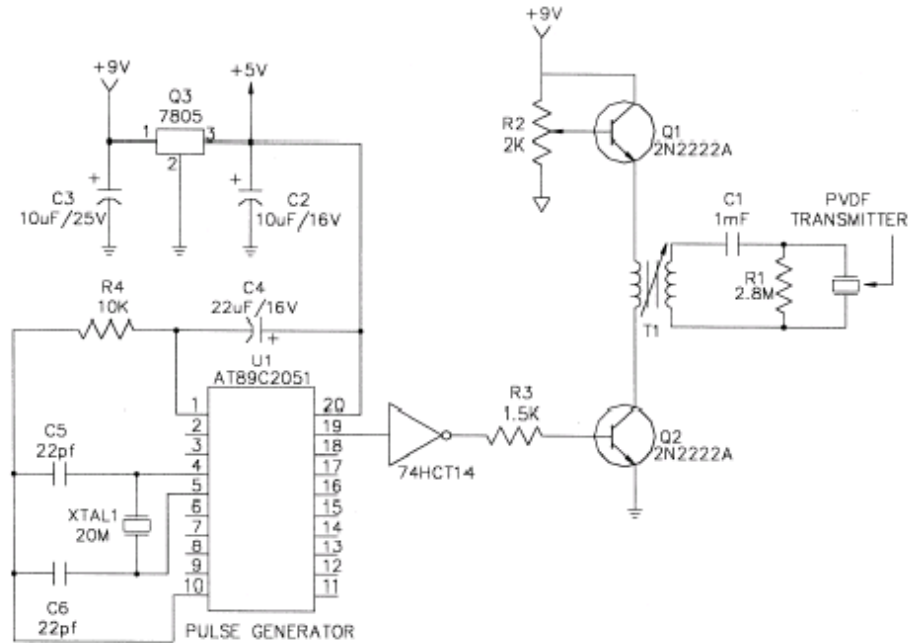 +9V
+9V
+5V
Q3
7805
1
3
2
R2
2K
Q1
2N2222A
C3
10uF/25V
C2
10uF/16V
C1
1mF
PVDF
TRANSMITTER
R1
2.8M
T1
R4
10K
C4
22uF/16V
U1
AT89C2051
1
2
3
4
5
6
7
8
9
10
20
19
18
17
16
15
14
13
12
11
C5
22pf
XTAL1
20M
C6
22pf
PULSE GENERATOR
74HCT14
R3
1.5K
Q2
2N2222A
+
+
+